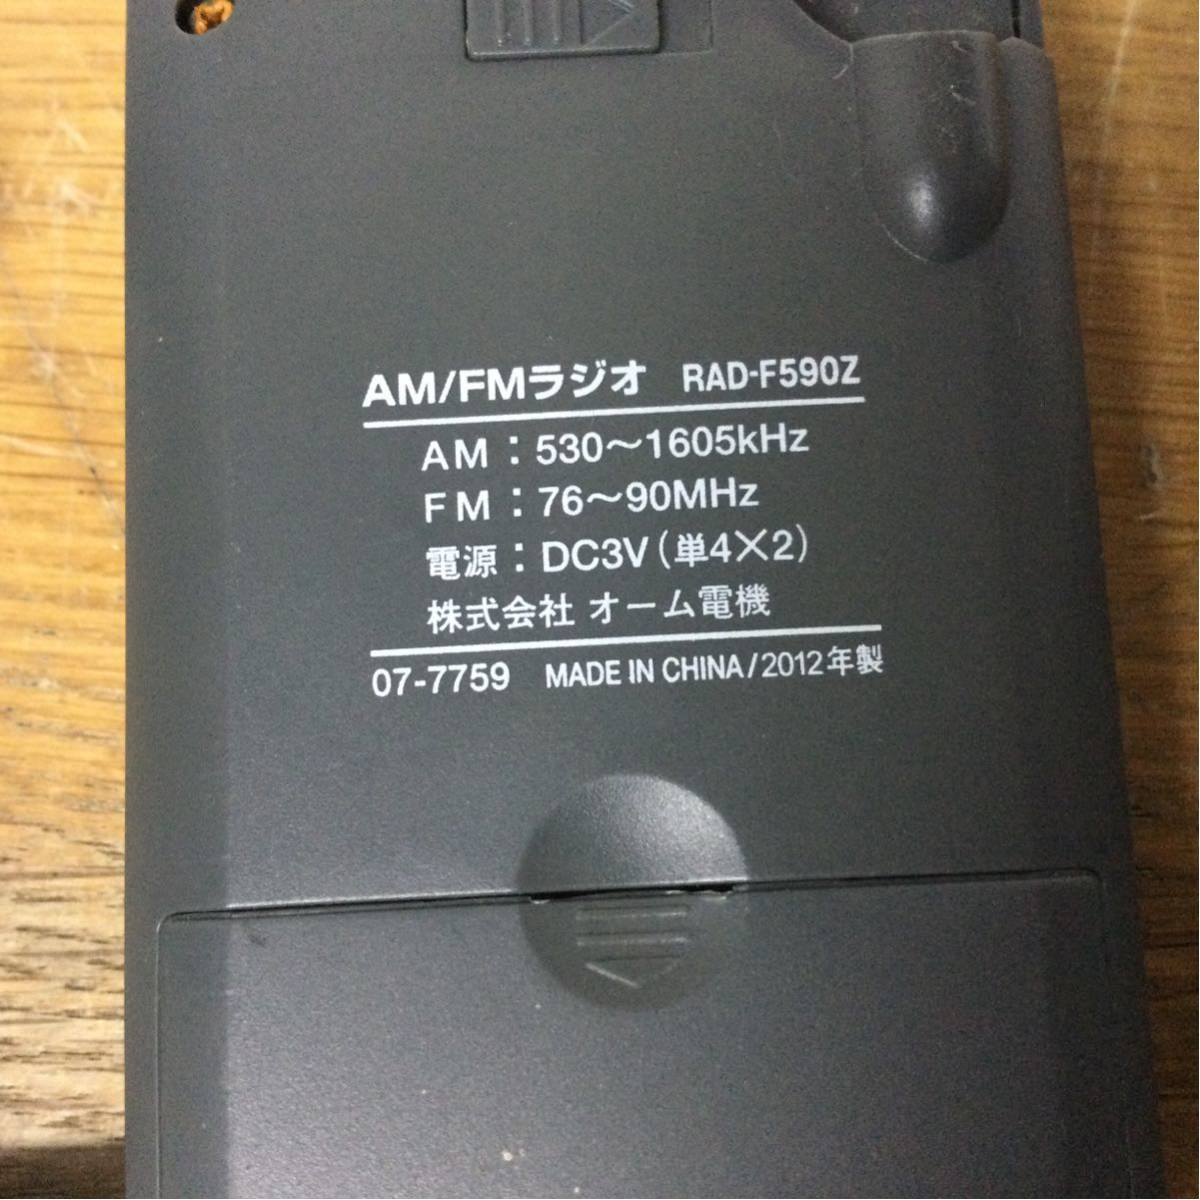 AM/FMラジオ RAD-F590Z
AM：530～1605kHz
FM：76～90MHz
電源：DC3V（単4×2）
株式会社 オーム電機
07-7759 MADE IN CHINA/2012年製